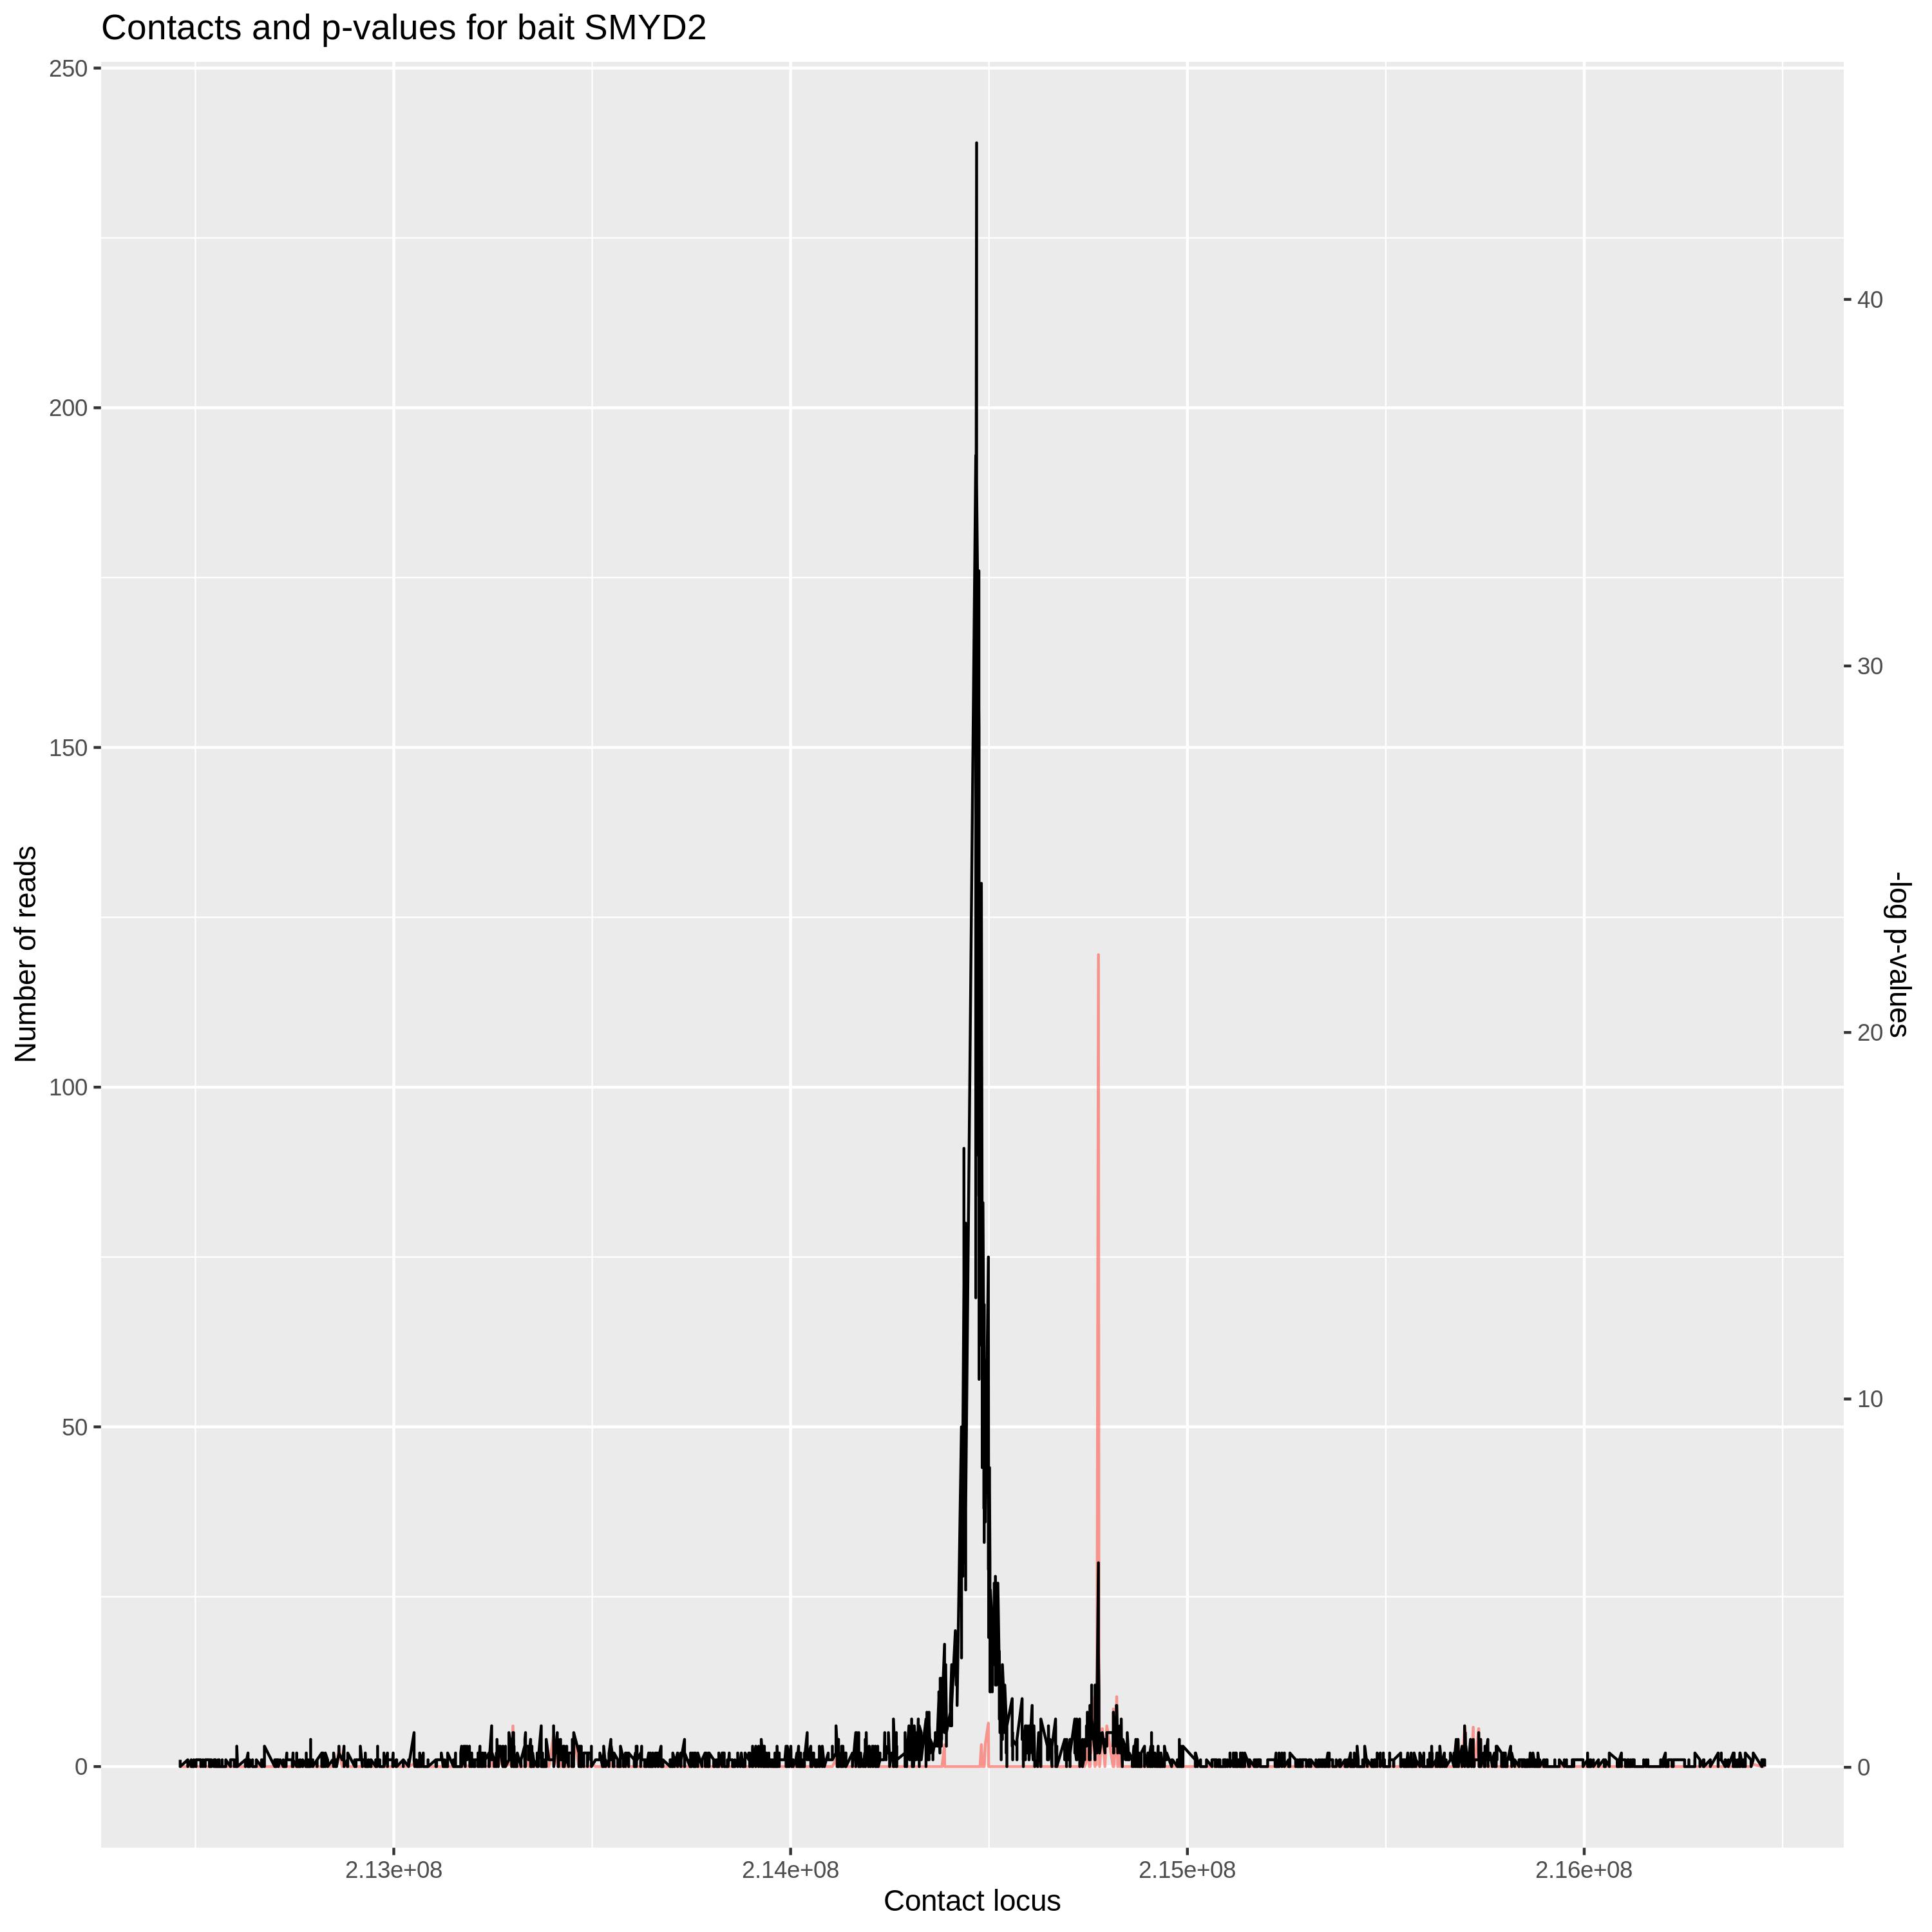 Contacts and p-values for bait SMYD2
250
200
150
100
50
0
Number of reads
40
30
20
10
0
-log p-values
2.13e+08
2.14e+08
2.15e+08
2.16e+08
Contact locus